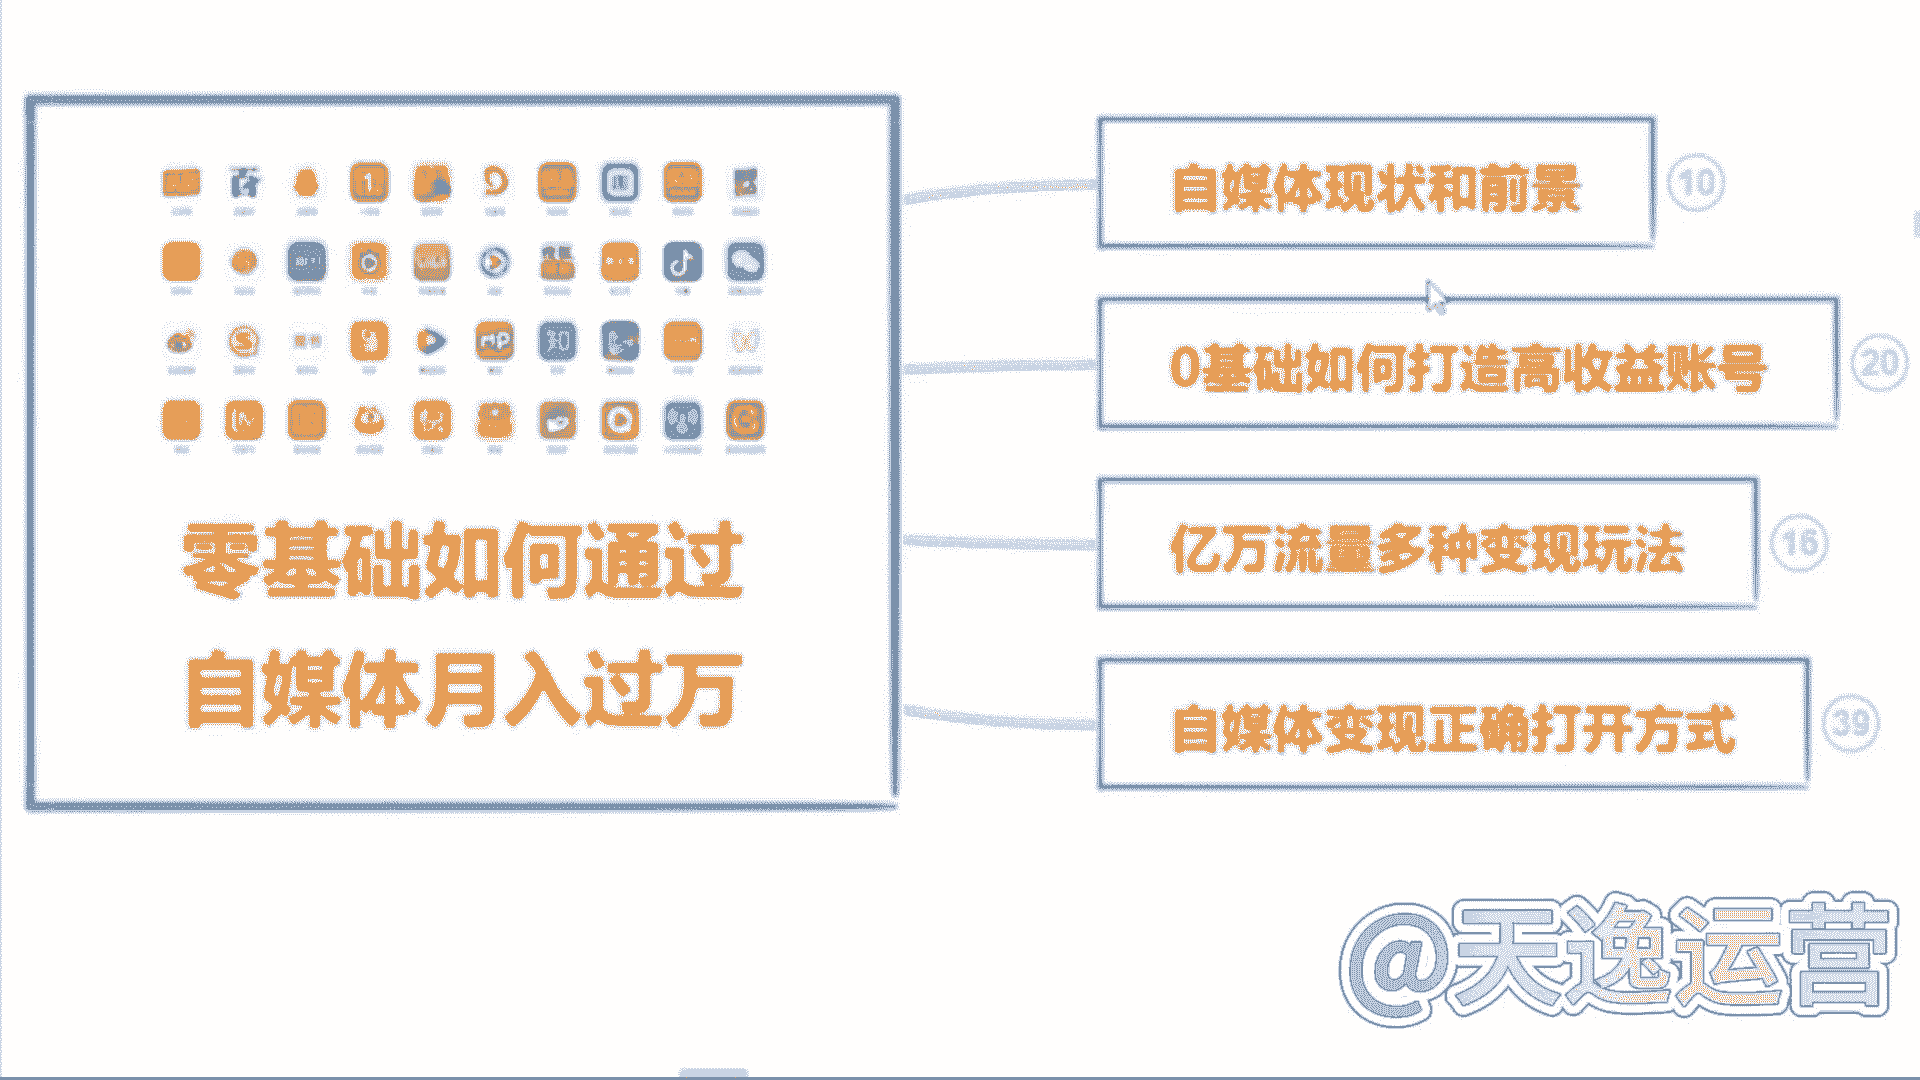 零基础如何通过
自媒体月入过万
自媒体现状和前景
10
0基础如何打造高收益账号
20
亿万流量多种变现玩法
16
自媒体变现正确打开方式
39
@天逸运营